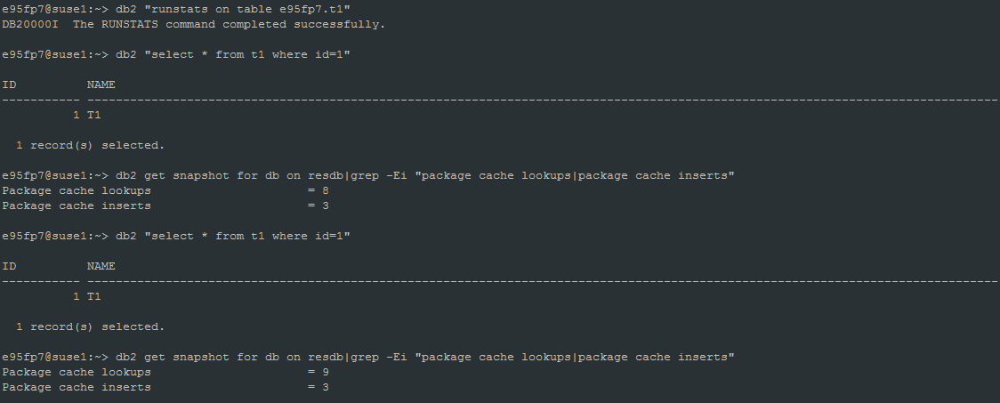 e95fp7@suse1:~> db2 "runstats on table e95fp7.t1"
DB20000I  The RUNSTATS command completed successfully.
e95fp7@suse1:~> db2 "select * from t1 where id=1"
ID          NAME
----------- --------------------------------------------------------------------------------------------------------------------------------
          1 T1
  1 record(s) selected.
e95fp7@suse1:~> db2 get snapshot for db on resdb|grep -Ei "package cache lookups|package cache inserts"
Package cache lookups                      = 8
Package cache inserts                      = 3
e95fp7@suse1:~> db2 "select * from t1 where id=1"
ID          NAME
----------- --------------------------------------------------------------------------------------------------------------------------------
          1 T1
  1 record(s) selected.
e95fp7@suse1:~> db2 get snapshot for db on resdb|grep -Ei "package cache lookups|package cache inserts"
Package cache lookups                      = 9
Package cache inserts                      = 3